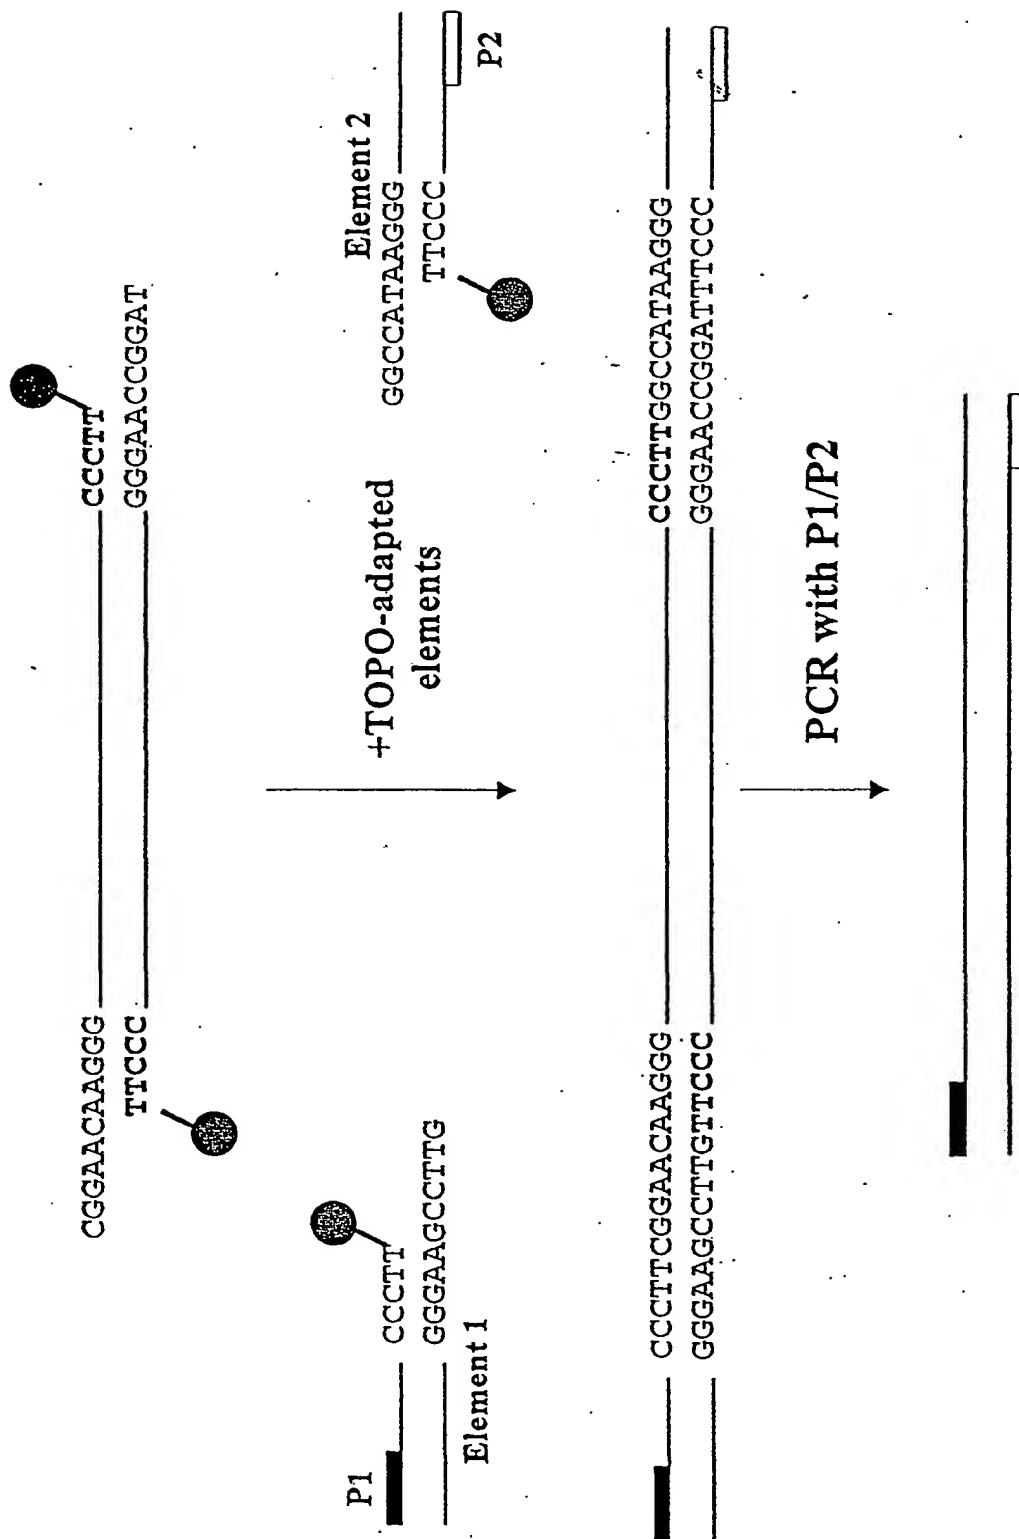 CGGAACAAGGG CCCTT
TTCCC GGGAACCGGAT
P1
CCCTT
GGGAAGCCTTG
Element 1
+TOPO-adapted
elements
Element 2
GGCCATAAGGG
TTCCC
P2
CCCTTCGGAACAAGGG CCCTTGGCCATAAGGG
GGGAAGCCTTGTTCCC GGGAACCGGATTTCCC
PCR with P1/P2